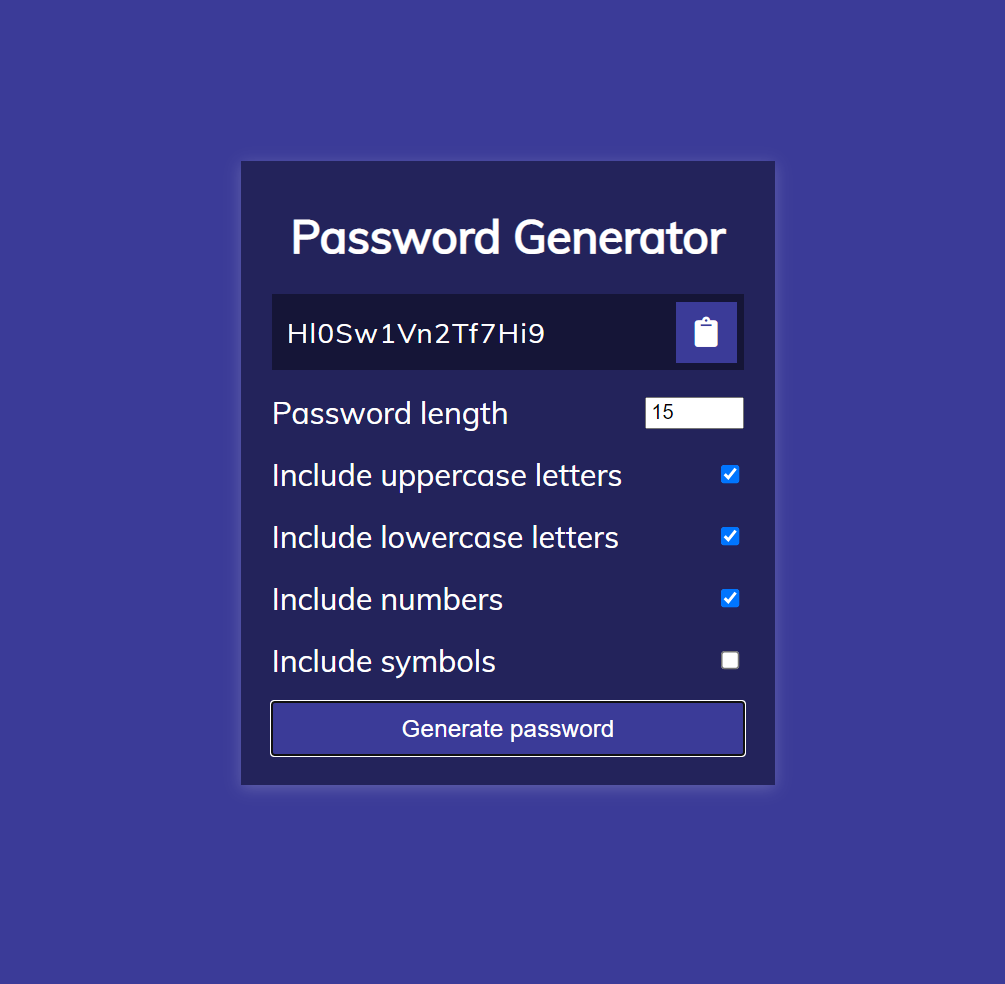 Password Generator
Hl0Sw1Vn2Tf7Hi9
Password length 15
Include uppercase letters
Include lowercase letters
Include numbers
Include symbols
Generate password